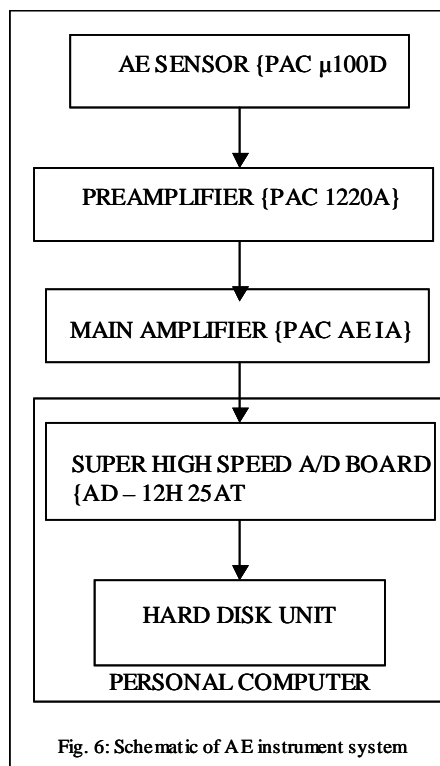 AE SENSOR {PAC µ100D
PREAMPLIFIER {PAC 1220A}
MAIN AMPLIFIER {PAC AE IA}
SUPER HIGH SPEED A/D BOARD
{AD – 12H 25AT
HARD DISK UNIT
PERSONAL COMPUTER
Fig. 6: Schematic of AE instrument system